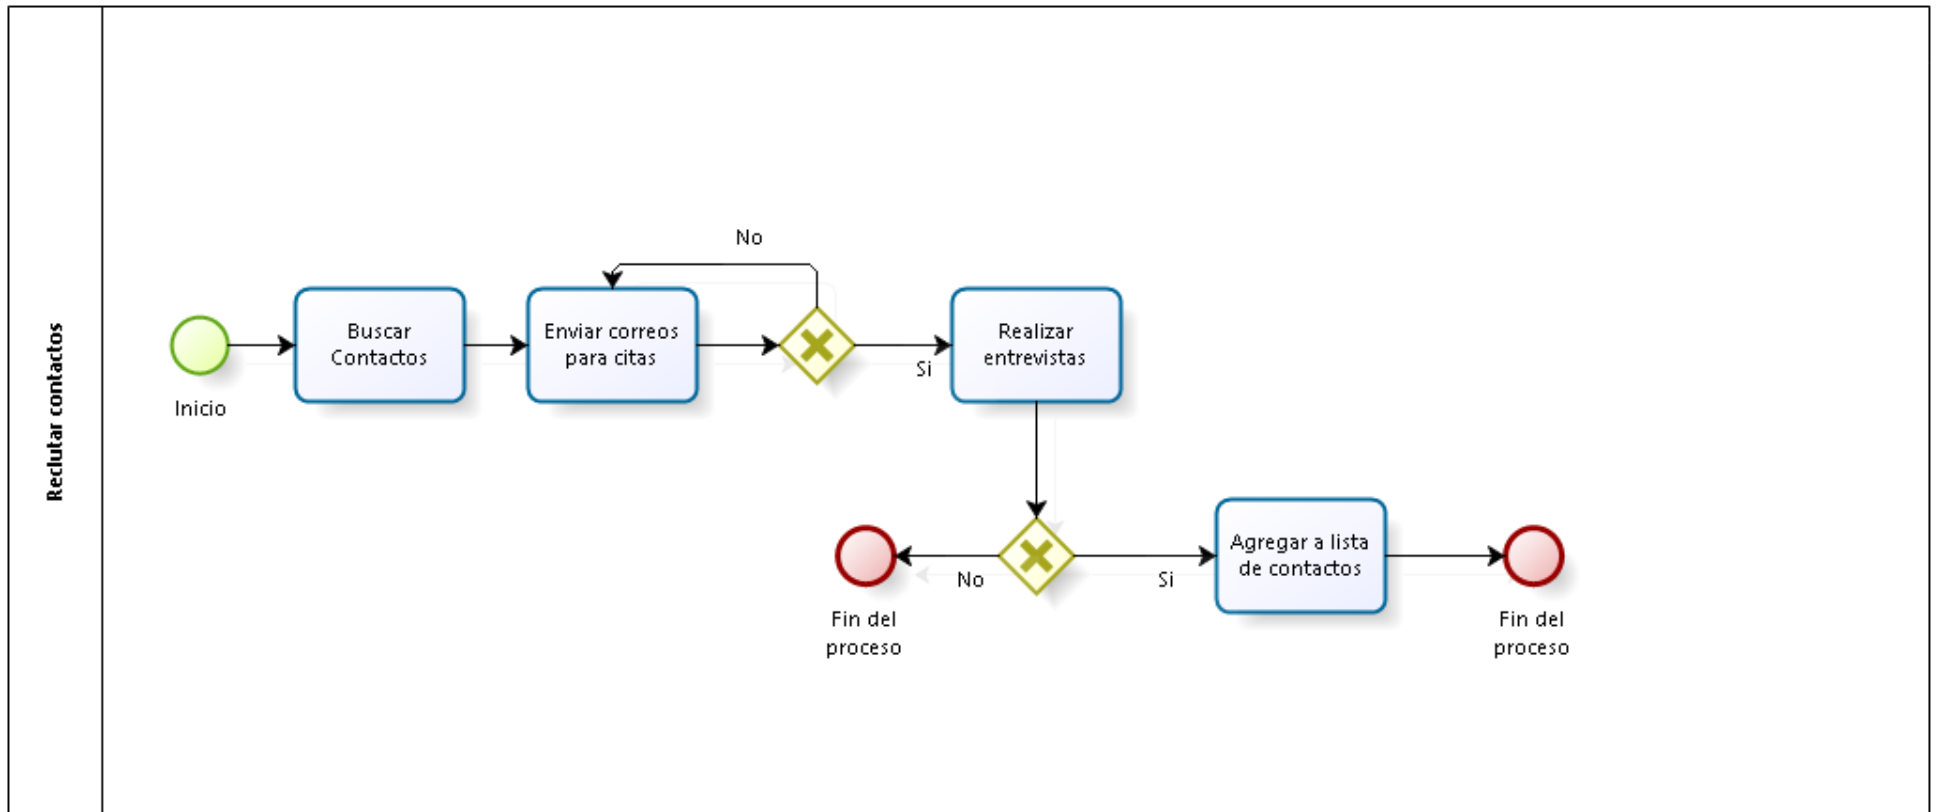 Reclutar contactos
Inicio
Buscar
Contactos
Enviar correos
para citas
No
Si
Realizar
entrevistas
No
Si
Fin del
proceso
Agregar a lista
de contactos
Fin del
proceso